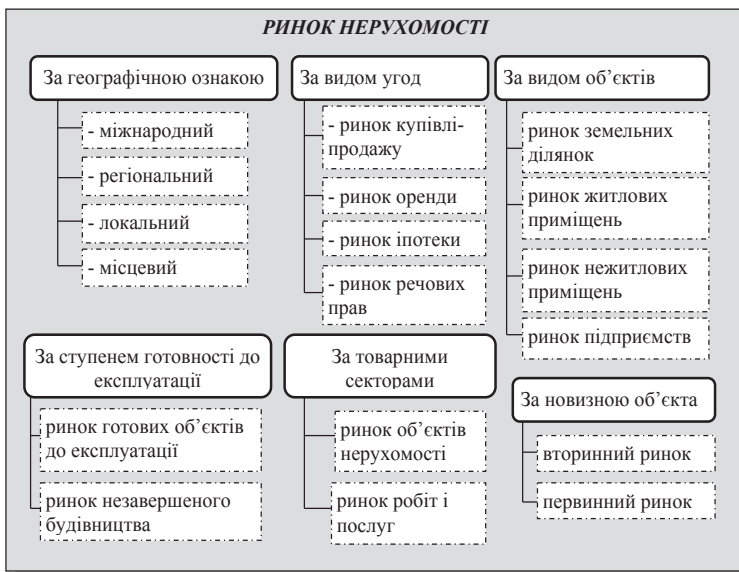 РИНОК НЕРУХОМОСТІ
За географічною ознакою
- міжнародний
- регіональний
- локальний
- місцевий
За видом угод
- ринок купівлі-
продажу
- ринок оренди
- ринок іпотеки
- ринок речових
прав
За видом об’єктів
ринок земельних
ділянок
ринок житлових
приміщень
ринок нежитлових
приміщень
ринок підприємств
За ступенем готовності до
експлуатації
ринок готових об’єктів
до експлуатації
ринок незавершеного
будівництва
За товарними
секторами
ринок об’єктів
нерухомості
ринок робіт і
послуг
За новизною об’єкта
вторинний ринок
первинний ринок